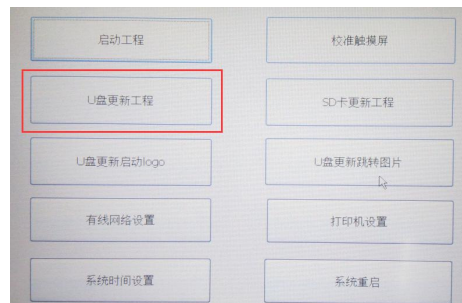 启动工程
校准触摸屏
U盘更新工程
SD卡更新工程
U盘更新启动logo
U盘更新跳转图片
有线网络设置
打印机设置
系统时间设置
系统重启